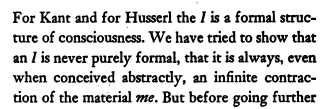 For Kant and for Husserl the I is a formal struc-
ture of consciousness. We have tried to show that
an I is never purely formal, that it is always, even
when conceived abstractly, an infinite contrac-
tion of the material me. But before going further